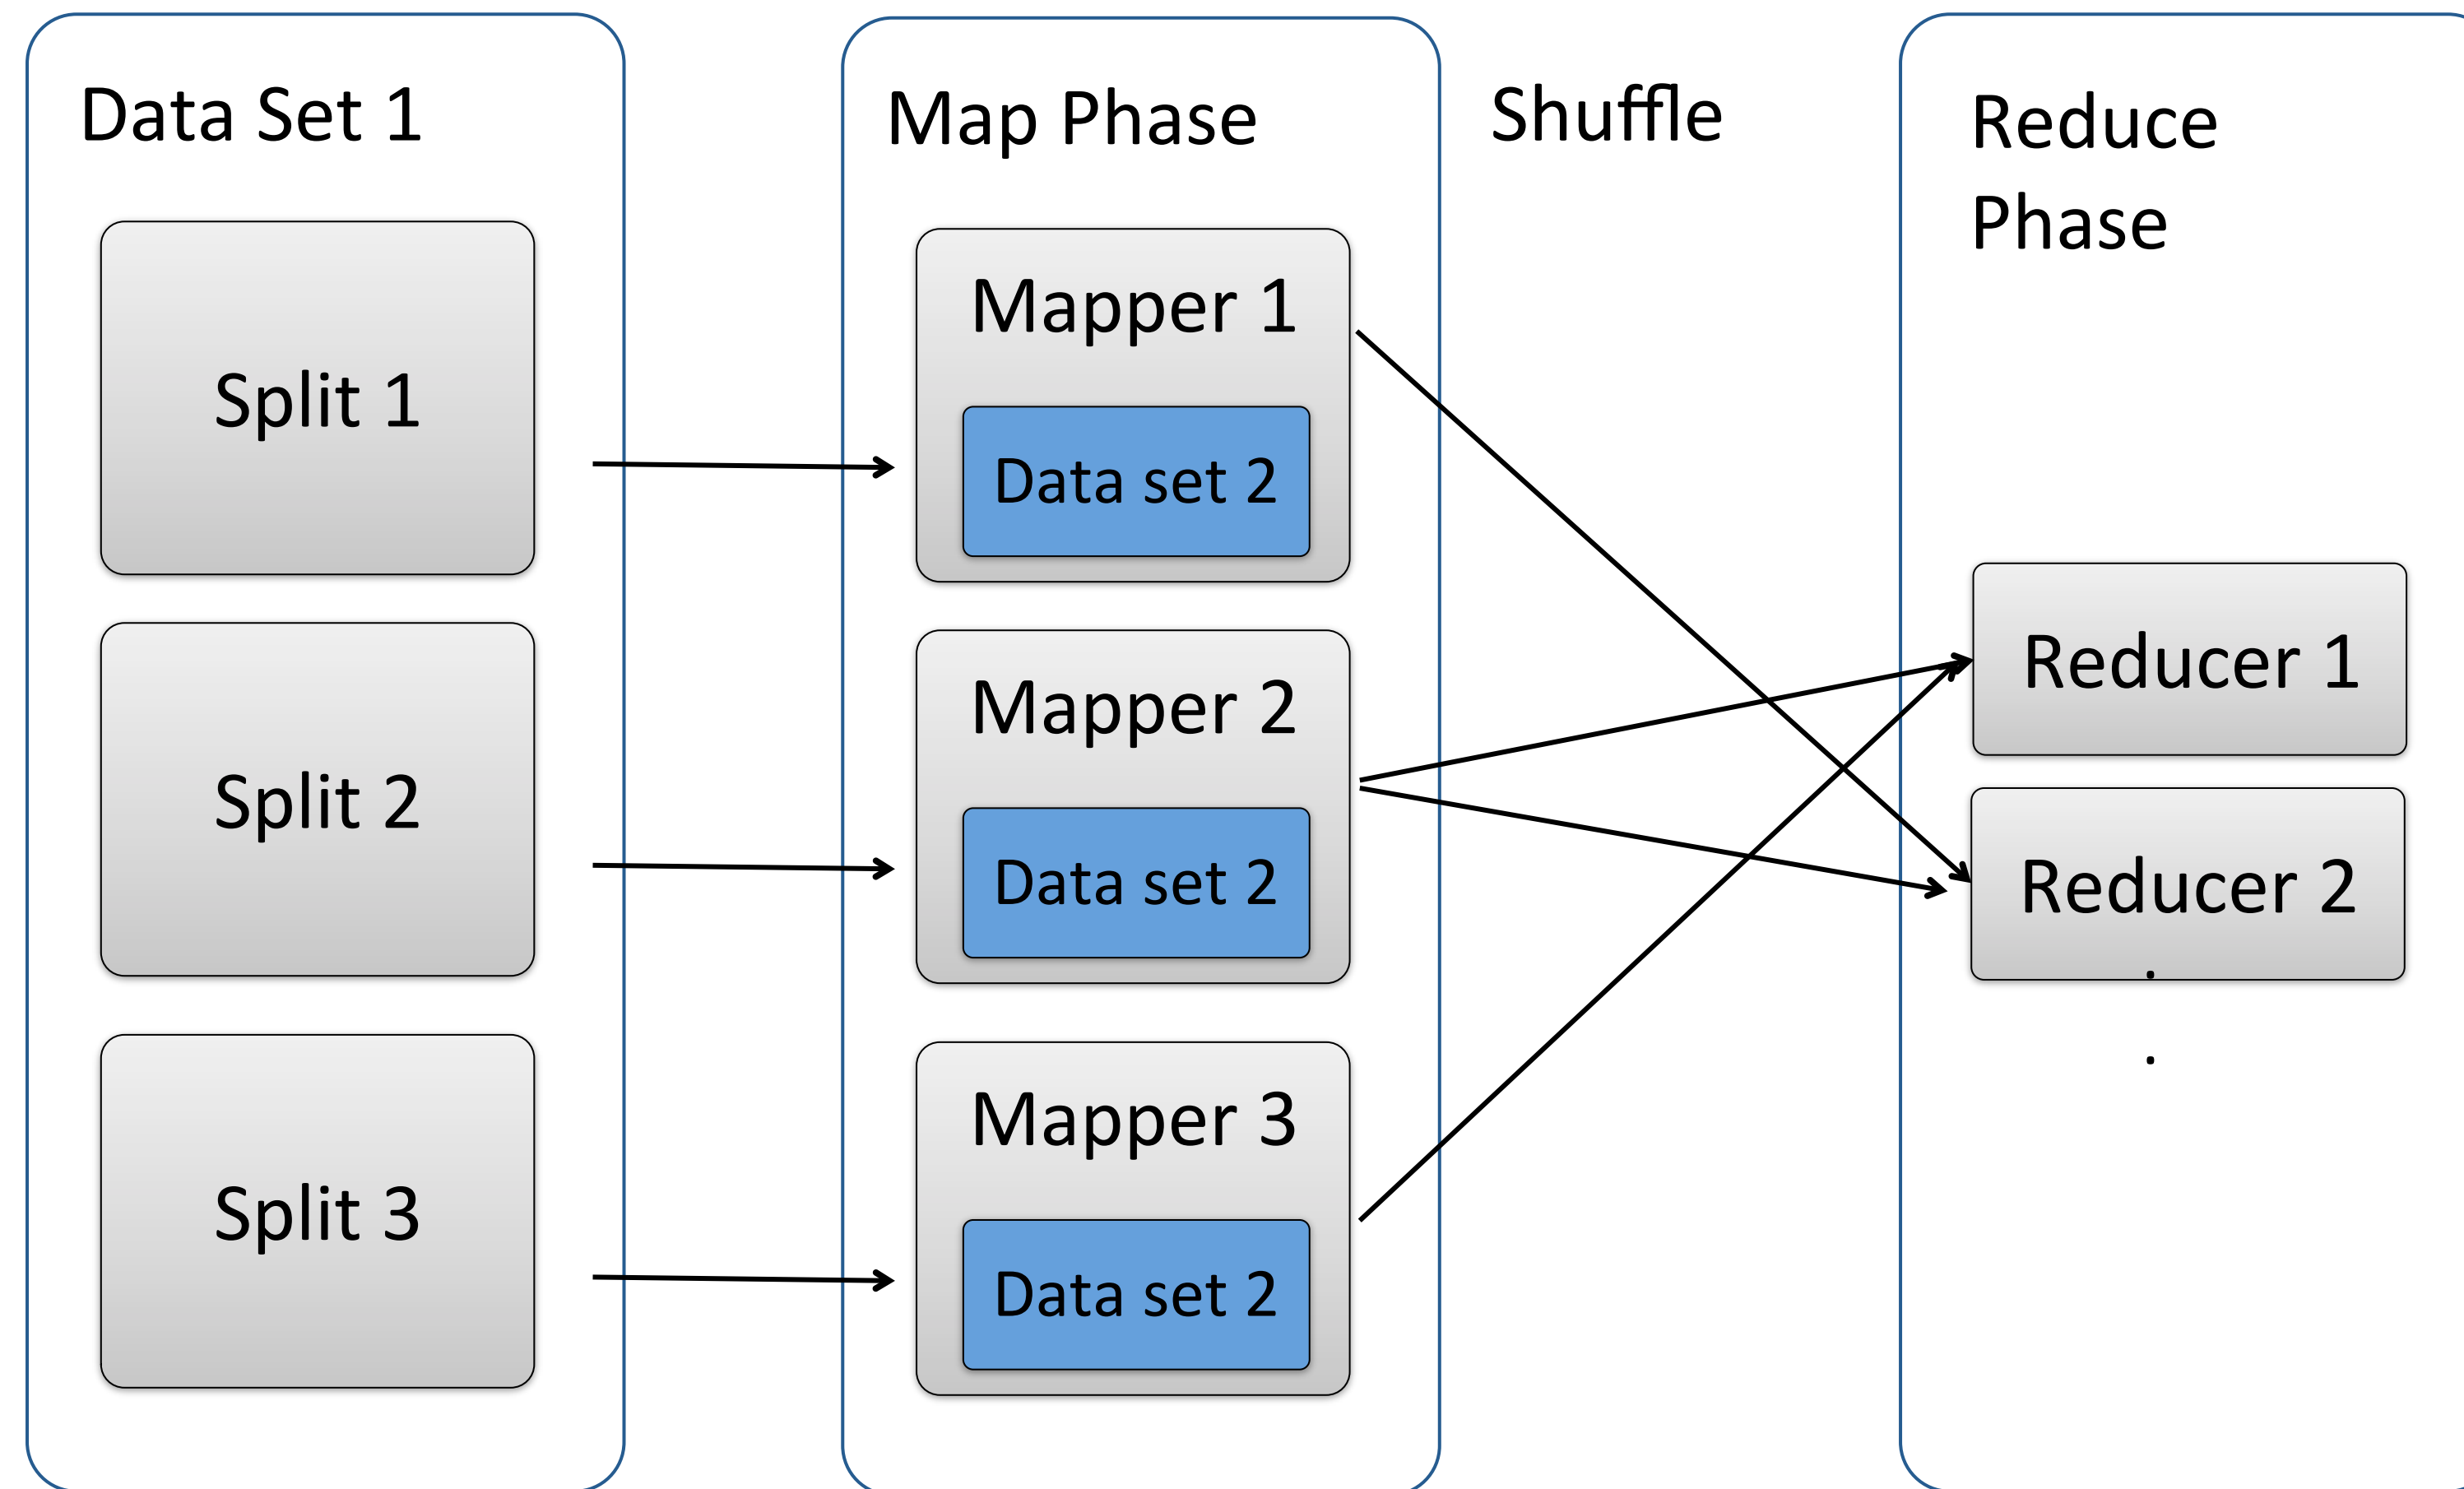 Data Set 1
Split 1
Split 2
Split 3
Map Phase
Mapper 1
Data set 2
Mapper 2
Data set 2
Mapper 3
Data set 2
Shuffle
Reduce
Phase
Reducer 1
Reducer 2
.
.